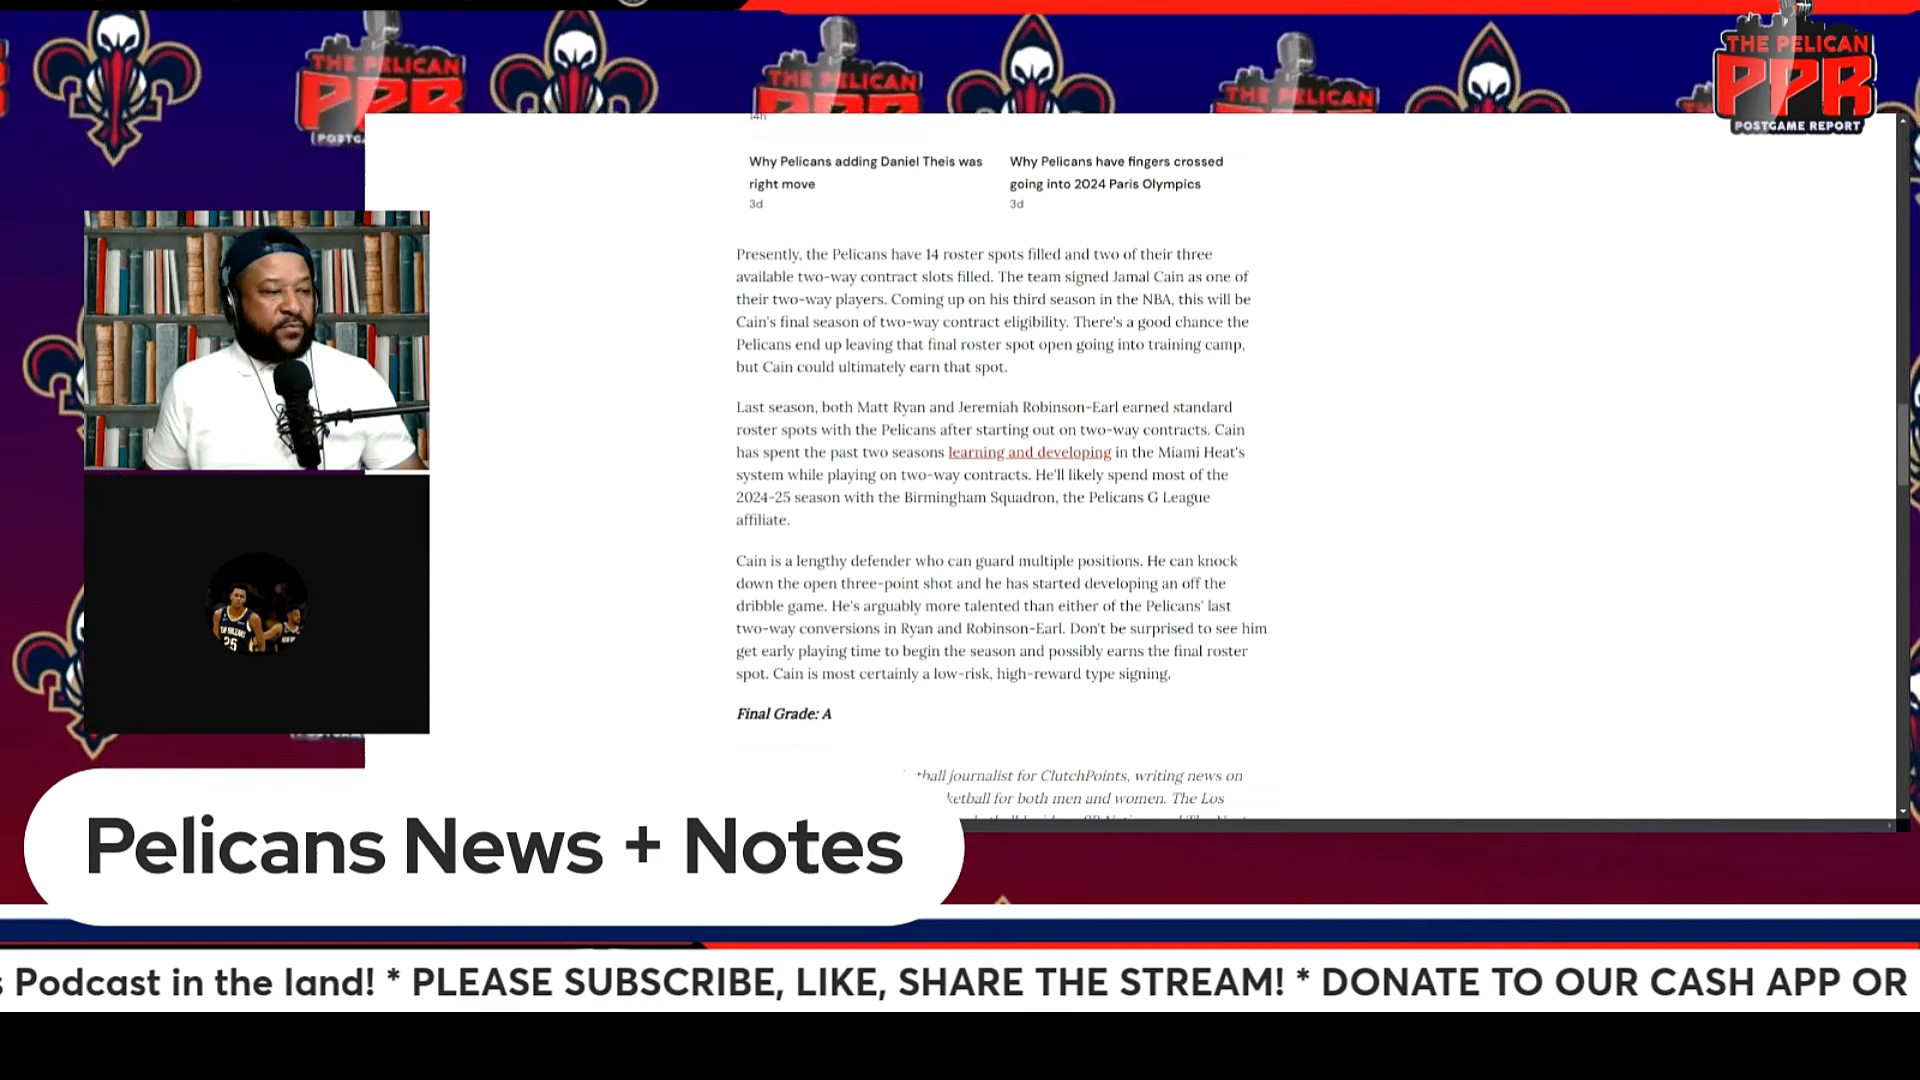 THE PELICAN
PPR
POSTGAME REPORT
THE PELICAN
PPR
THE PELICAN
PPR
THE PELICAN
14h
Why Pelicans adding Daniel Theis was
right move
3d
Why Pelicans have fingers crossed
going into 2024 Paris Olympics
3d
Presently, the Pelicans have 14 roster spots filled and two of their three
available two-way contract slots filled. The team signed Jamal Cain as one of
their two-way players. Coming up on his third season in the NBA, this will be
Cain's final season of two-way contract eligibility. There's a good chance the
Pelicans end up leaving that final roster spot open going into training camp,
but Cain could ultimately earn that spot.
Last season, both Matt Ryan and Jeremiah Robinson-Earl earned standard
roster spots with the Pelicans after starting out on two-way contracts. Cain
has spent the past two seasons learning and developing in the Miami Heat's
system while playing on two-way contracts. He'll likely spend most of the
2024-25 season with the Birmingham Squadron, the Pelicans G League
affiliate.
Cain is a lengthy defender who can guard multiple positions. He can knock
down the open three-point shot and he has started developing an off the
dribble game. He's arguably more talented than either of the Pelicans' last
two-way conversions in Ryan and Robinson-Earl. Don't be surprised to see him
get early playing time to begin the season and possibly earns the final roster
spot. Cain is most certainly a low-risk, high-reward type signing.
Final Grade: A
journalist for ClutchPoints, writing news on
for both men and women. The Los
25
Pelicans News + Notes
s Podcast in the land! * PLEASE SUBSCRIBE, LIKE, SHARE THE STREAM! * DONATE TO OUR CASH APP OR